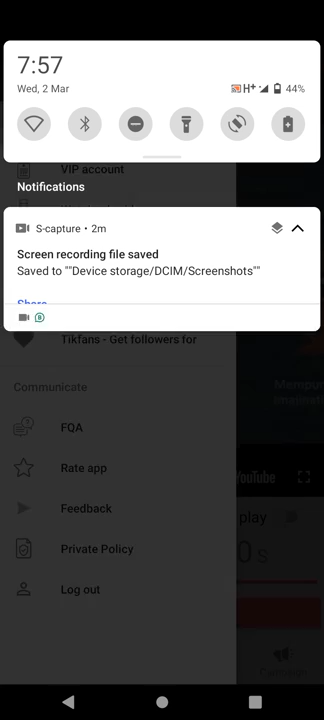 7:57
Wed, 2 Mar
H+
44%
VIP account
Notifications
S-capture • 2m
Screen recording file saved
Saved to ""Device storage/DCIM/Screenshots""
Share
Tikfans - Get followers for
Communicate
FQA
Rate app
YouTube
Feedback
play
Private Policy
0s
Log out